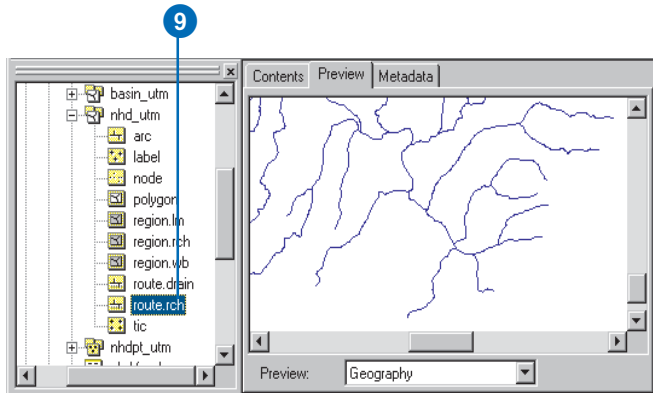 9
Contents Preview Metadata
basin_utm
nhd_utm
arc
label
node
polygon
region.lm
region.rch
region.wb
route.drain
route.rch
tic
nhdpt_utm
Preview: Geography